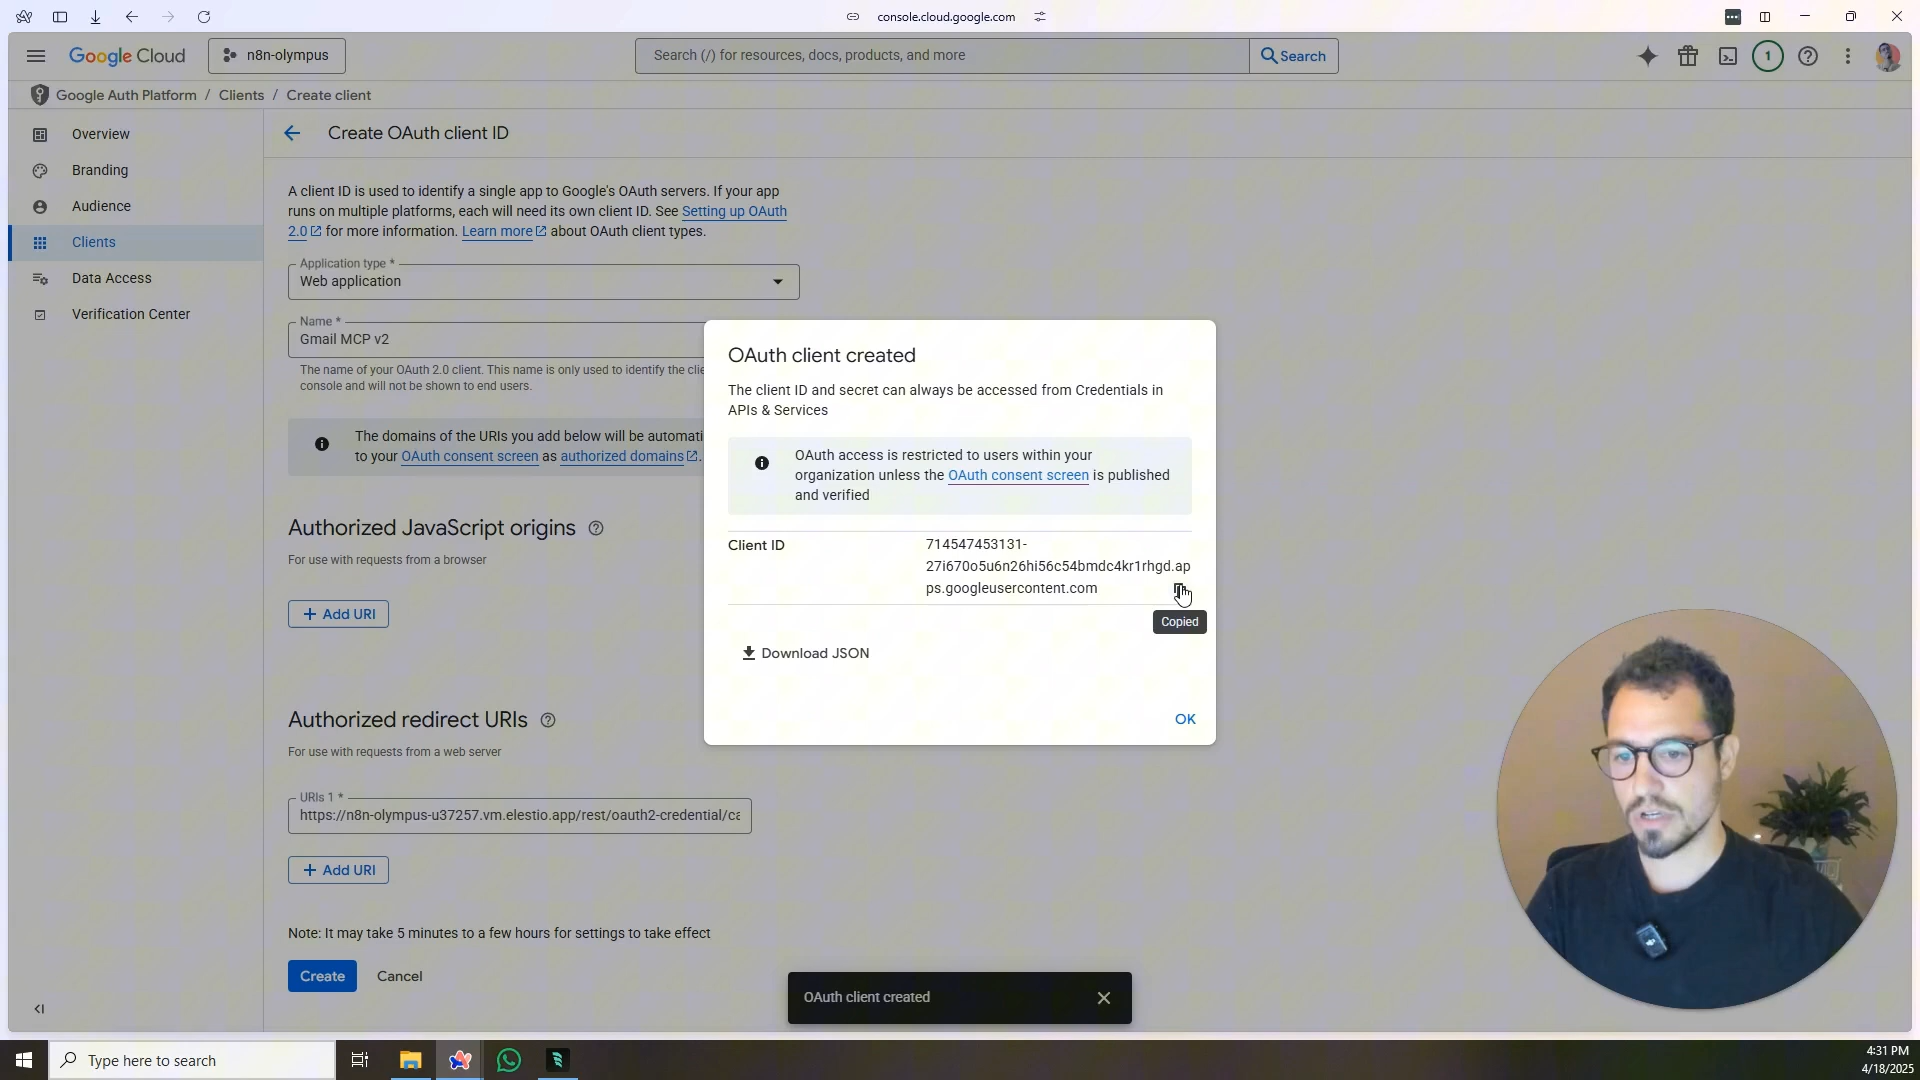 console.cloud.google.com
Google Cloud
n8n-olympus
Search (/) for resources, docs, products, and more
Search
1
Google Auth Platform / Clients / Create client
Overview
Branding
Audience
Clients
Data Access
Verification Center
Create OAuth client ID
A client ID is used to identify a single app to Google's OAuth servers. If your app
runs on multiple platforms, each will need its own client ID. See Setting up OAuth
2.0 for more information. Learn more about OAuth client types.
Application type *
Web application
Name *
Gmail MCP v2
The name of your OAuth 2.0 client. This name is only used to identify the clie
console and will not be shown to end users.
The domains of the URIs you add below will be automati
to your OAuth consent screen as authorized domains.
Authorized JavaScript origins
For use with requests from a browser
+ Add URI
Authorized redirect URIs
For use with requests from a web server
URIs 1 *
https://n8n-olympus-u37257.vm.elestio.app/rest/oauth2-credential/ca
+ Add URI
Note: It may take 5 minutes to a few hours for settings to take effect
Create
Cancel
OAuth client created
The client ID and secret can always be accessed from Credentials in
APIs & Services
OAuth access is restricted to users within your
organization unless the OAuth consent screen is published
and verified
Client ID
714547453131-
27i670o5u6n26hi56c54bmdc4kr1rhgd.ap
ps.googleusercontent.com
Copied
Download JSON
OK
OAuth client created
Type here to search
4:31 PM
4/18/2025